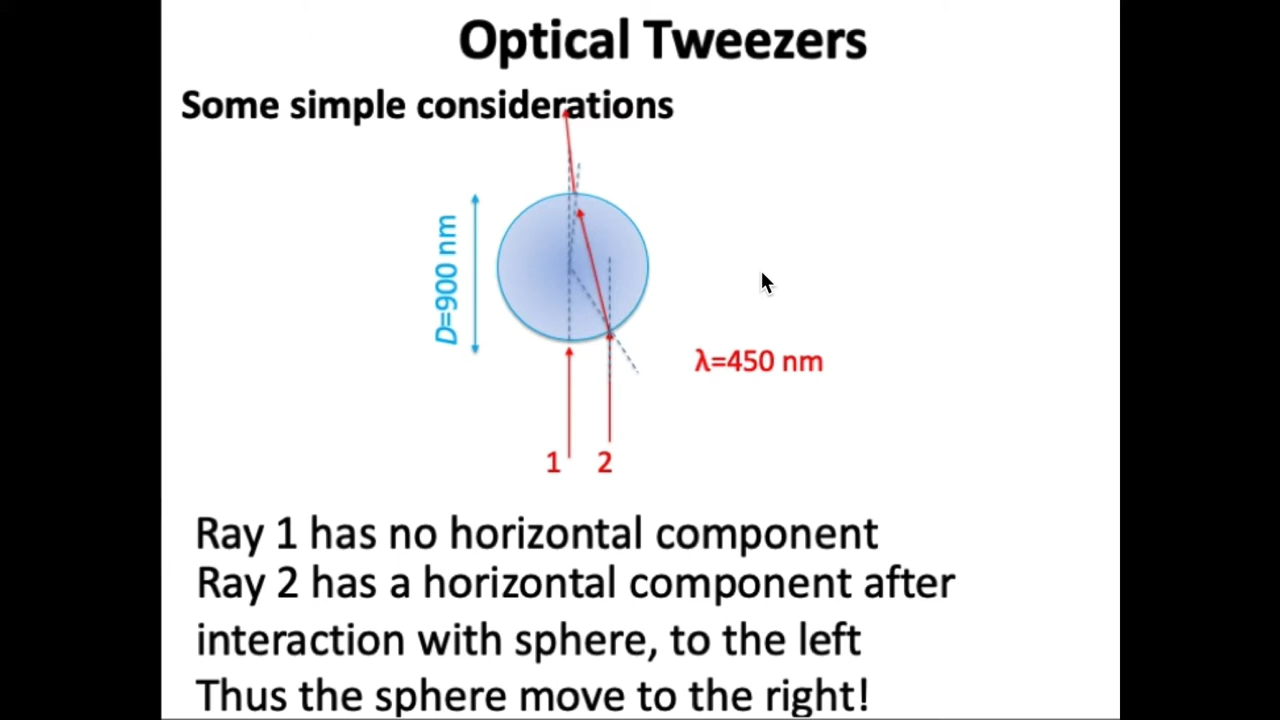 Optical Tweezers
Some simple considerations
D=900 nm
λ=450 nm
1 2
Ray 1 has no horizontal component
Ray 2 has a horizontal component after
interaction with sphere, to the left
Thus the sphere move to the right!